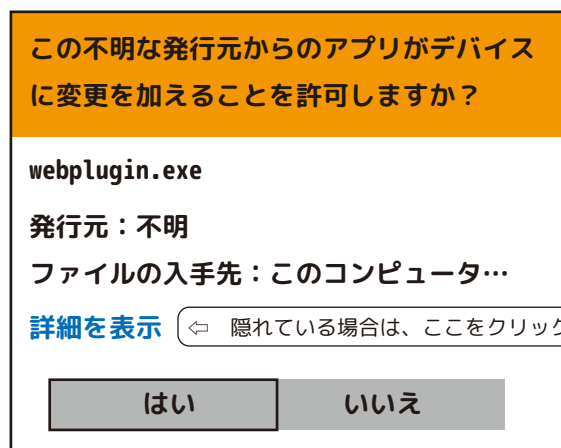 この不明な発行元からのアプリがデバイス
に変更を加えることを許可しますか？
webplugin.exe
発行元：不明
ファイルの入手先：このコンピュータ…
詳細を表示 ⇦ 隠れている場合は、ここをクリック
はい いいえ